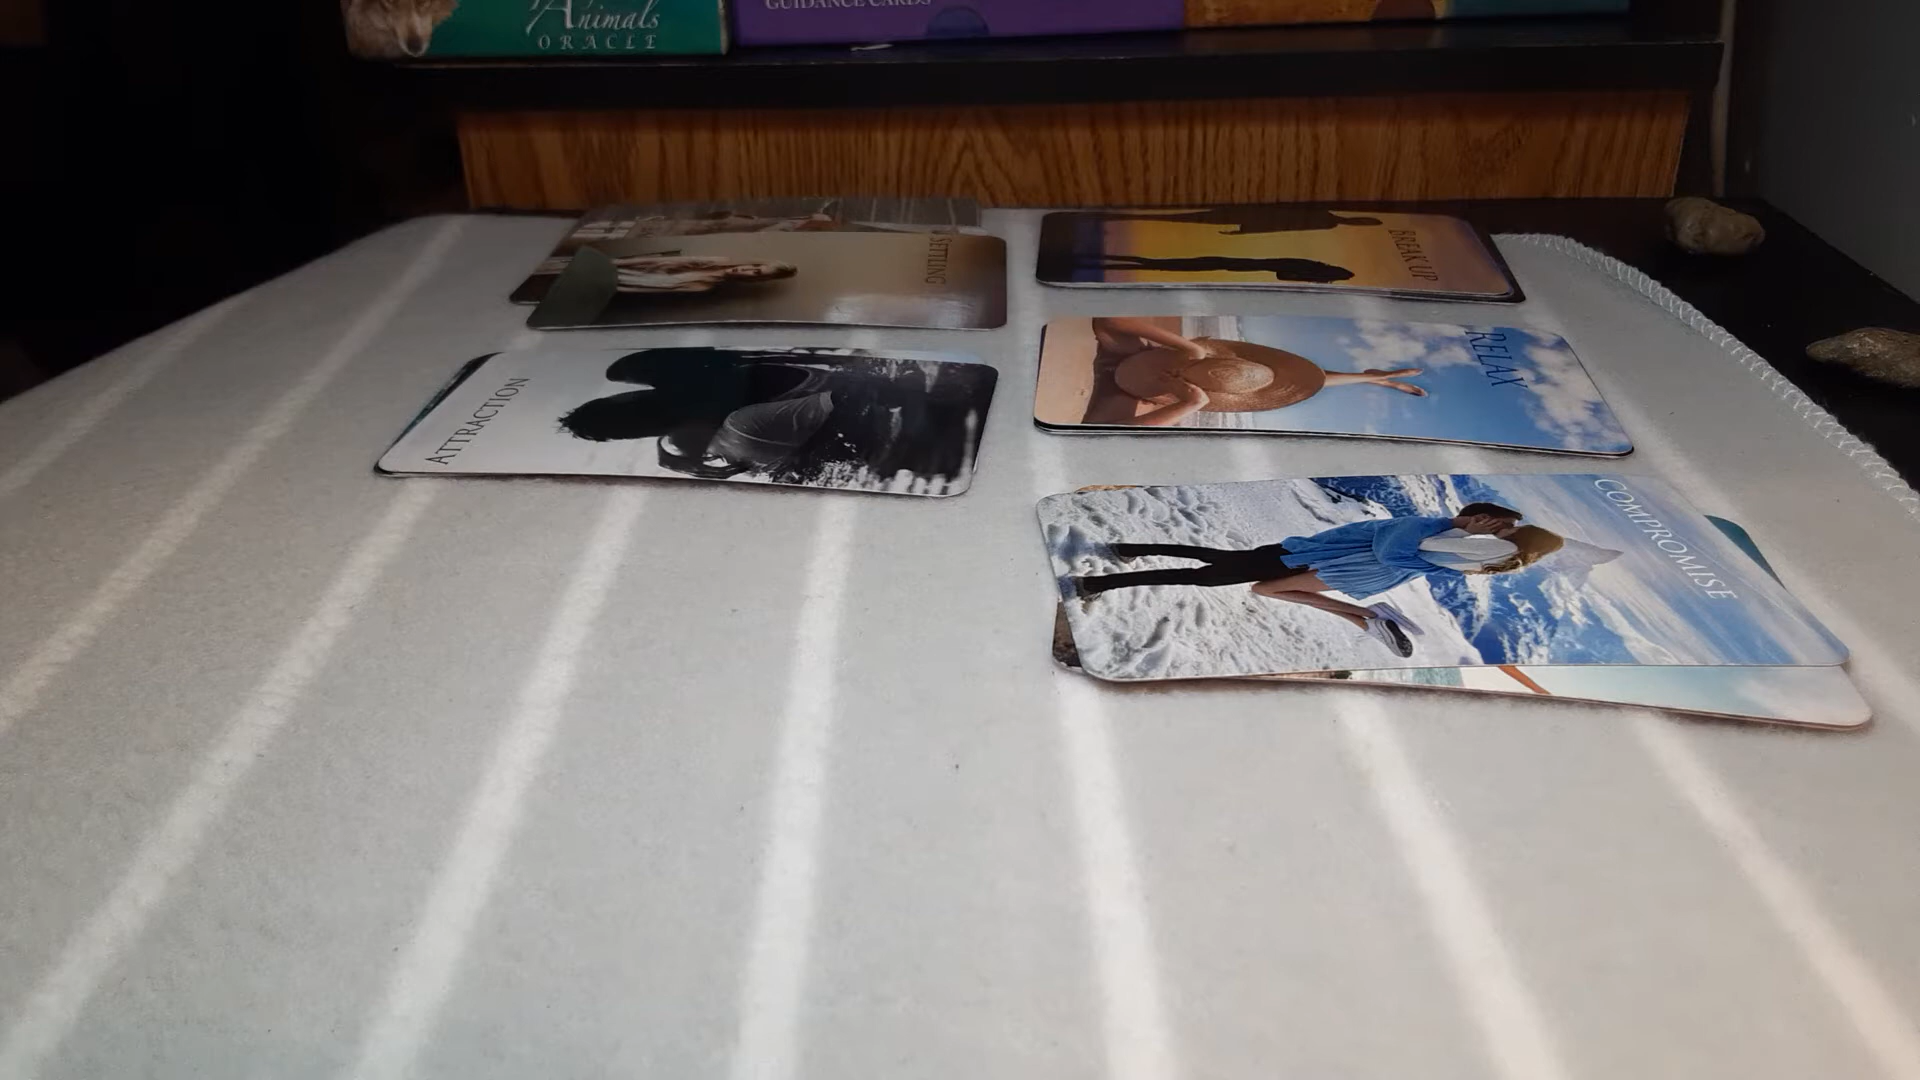 Animals
ORACLE
GUIDANCE CARDS
SETTLING
BREAK UP
ATTRACTION
RELAX
COMPROMISE